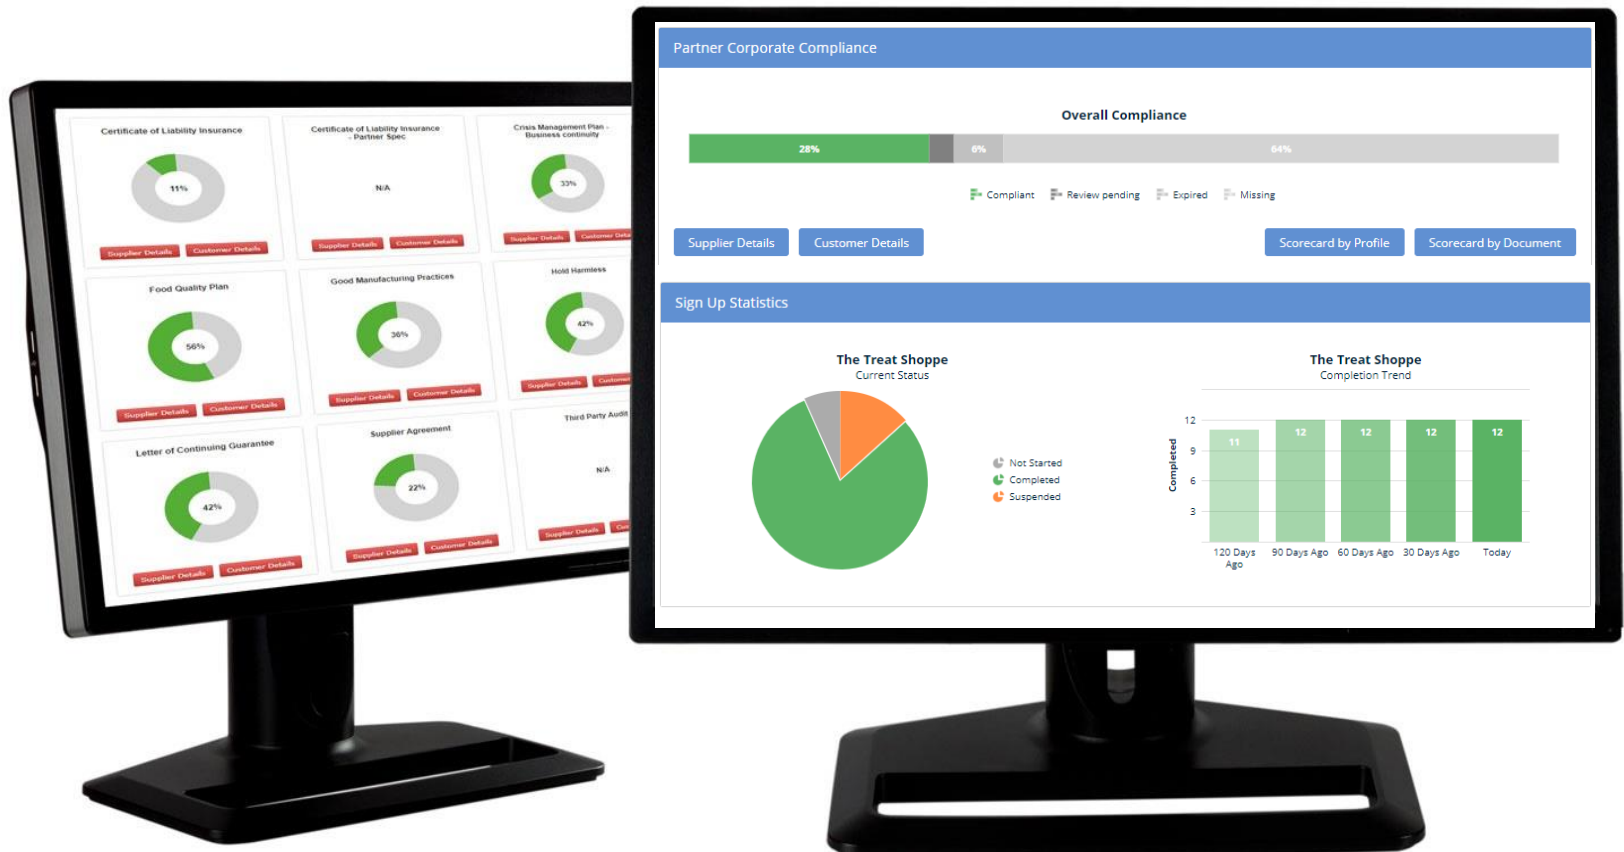 Certificate of Liability Insurance
11%
Supplier Details
Customer Details
Certificate of Liability Insurance
- Partner Spec
N/A
Supplier Details
Customer Details
Crisis Management Plan -
Business continuity
33%
Supplier Details
Customer Deta
Food Quality Plan
56%
Supplier Details
Customer Details
Good Manufacturing Practices
36%
Supplier Details
Customer Details
Hold Harmless
42%
Supplier Details
Customer
Letter of Continuing Guarantee
42%
Supplier Details
Customer Details
Supplier Agreement
22%
Supplier Details
Customer Details
Third Party Audit
N/A
Supplier Details
Cus
Partner Corporate Compliance
Overall Compliance
28%
6%
64%
Compliant
Review pending
Expired
Missing
Supplier Details
Customer Details
Scorecard by Profile
Scorecard by Document
Sign Up Statistics
The Treat Shoppe
Current Status
Not Started
Completed
Suspended
The Treat Shoppe
Completion Trend
Completed
12
9
6
3
11
12
12
12
12
120 Days
Ago
90 Days Ago
60 Days Ago
30 Days Ago
Today